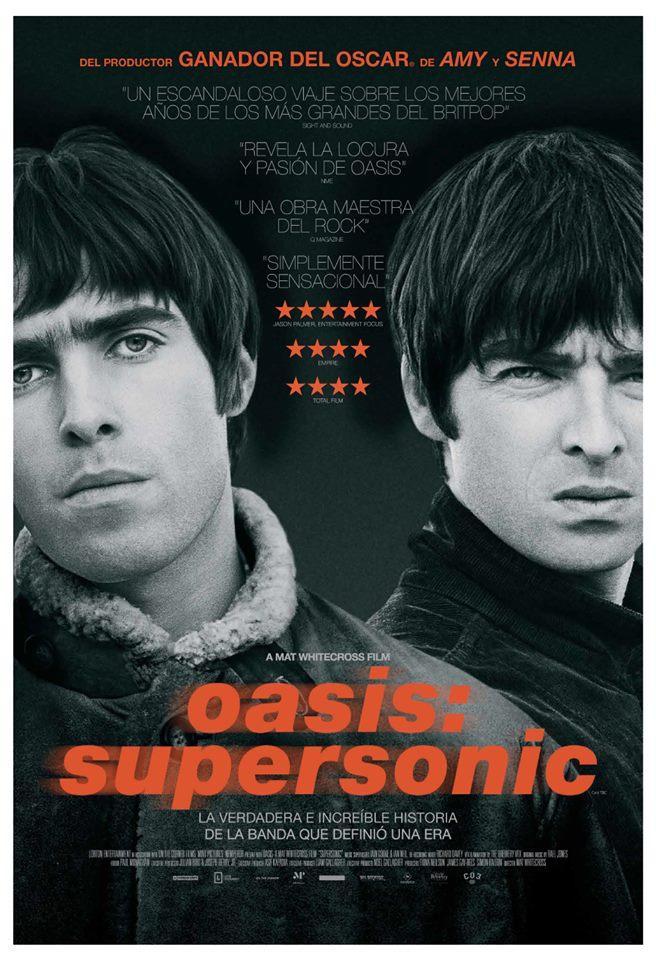 DEL PRODUCTOR GANADOR DEL OSCAR® DE AMY Y SENNA
"UN ESCANDALOSO VIAJE SOBRE LOS MEJORES
AÑOS DE LOS MÁS GRANDES DEL BRITPOP"
SIGHT AND SOUND
"REVELA LA LOCURA
Y PASIÓN DE OASIS"
NME
"UNA OBRA MAESTRA
DEL ROCK"
Q MAGAZINE
"SIMPLEMENTE
SENSACIONAL"
★★★★★
JASON PALMER, ENTERTAINMENT FOCUS
★★★★
EMPIRE
★★★★
TOTAL FILM
A MAT WHITECROSS FILM
oasis:
supersonic
Cert TBC
LA VERDADERA E INCREÍBLE HISTORIA
DE LA BANDA QUE DEFINIÓ UNA ERA